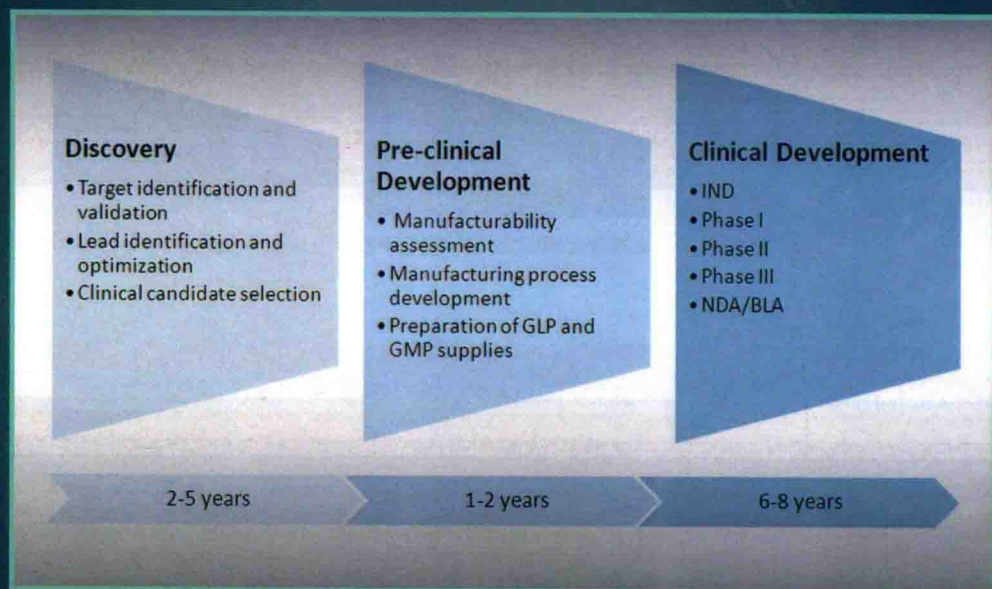 Discovery
• Target identification and
validation
• Lead identification and
optimization
• Clinical candidate selection
Pre-clinical
Development
• Manufacturability
assessment
• Manufacturing process
development
• Preparation of GLP and
GMP supplies
Clinical Development
• IND
• Phase I
• Phase II
• Phase III
• NDA/BLA
2-5 years
1-2 years
6-8 years